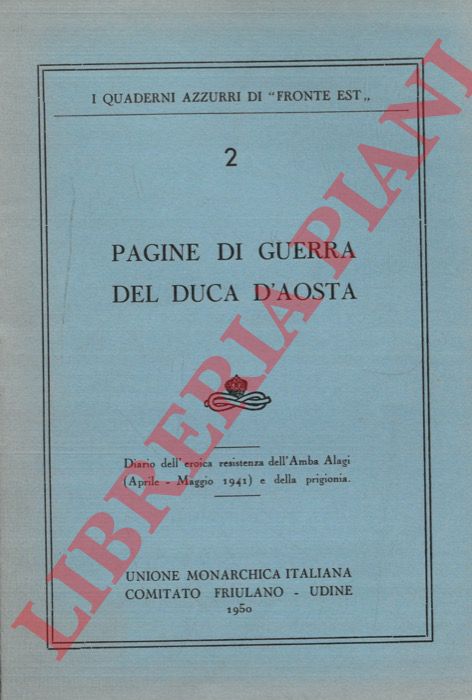 I QUADERNI AZZURRI DI "FRONTE EST„
2
PAGINE DI GUERRA
DEL DUCA D'AOSTA
Diario dell'eroica resistenza dell'Amba Alagi
(Aprile - Maggio 1941) e della prigionia.
UNIONE MONARCHICA ITALIANA
COMITATO FRIULANO - UDINE
1950
LIBRERIA PIANI